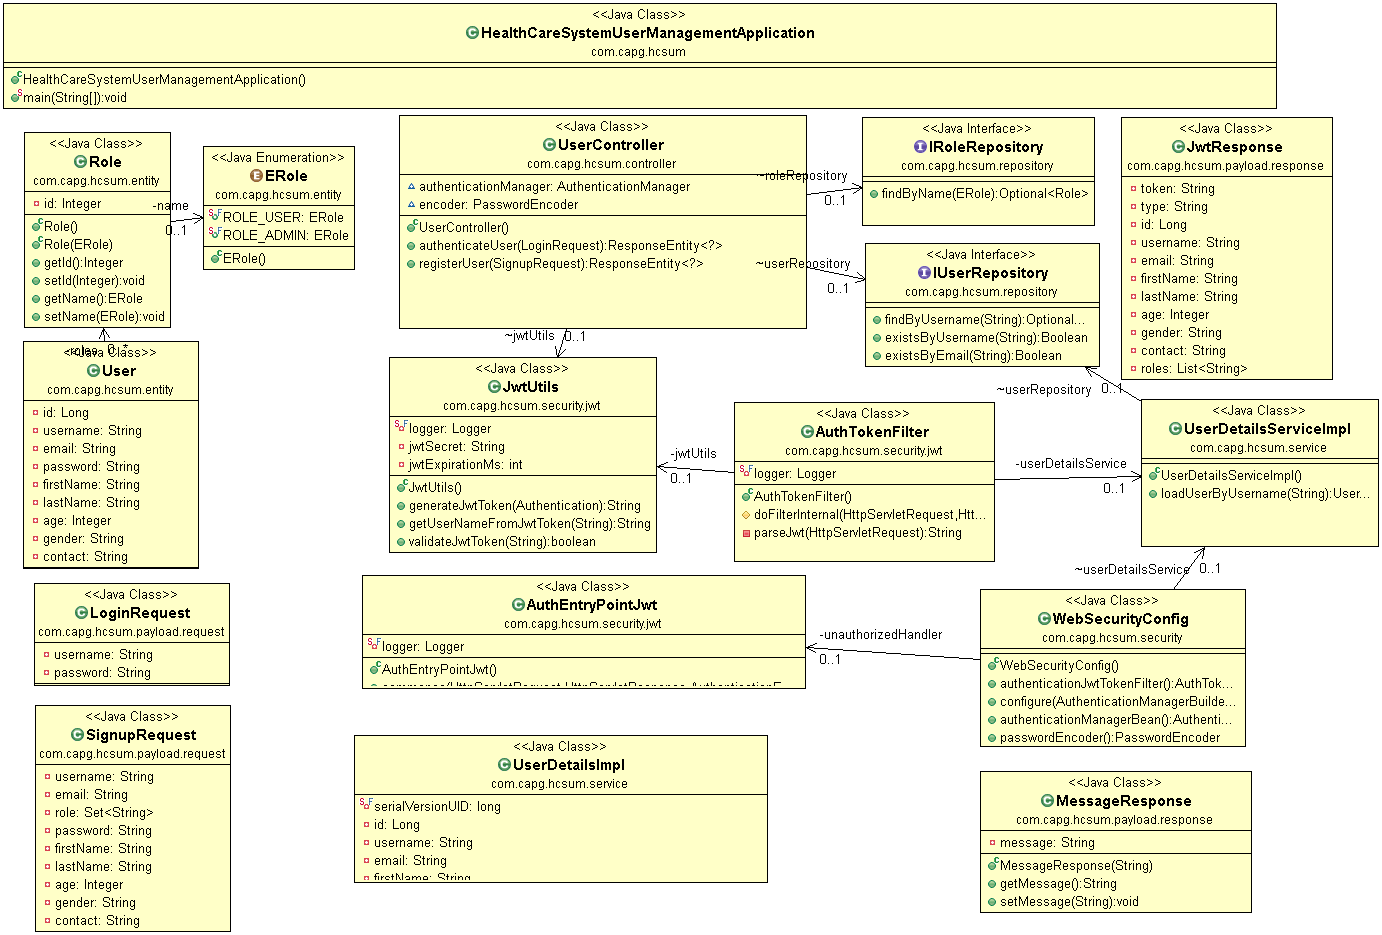 <<Java Class>>
HealthCareSystemUserManagementApplication
com.capg.hcsum
HealthCareSystemUserManagementApplication()
main(String[]):void
<<Java Class>>
Role
com.capg.hcsum.entity
id: Integer
Role()
Role(ERole)
getId():Integer
setId(Integer):void
getName():ERole
setName(ERole):void
-name
0..1
<<Java Enumeration>>
ERole
com.capg.hcsum.entity
ROLE_USER: ERole
ROLE_ADMIN: ERole
ERole()
<<Java Class>>
UserController
com.capg.hcsum.controller
authenticationManager: AuthenticationManager
encoder: PasswordEncoder
UserController()
authenticateUser(LoginRequest):ResponseEntity<?>
registerUser(SignupRequest):ResponseEntity<?>
~roleRepository
0..1
~userRepository
0..1
~jwtUtils
0..1
<<Java Interface>>
IRoleRepository
com.capg.hcsum.repository
findByName(ERole):Optional<Role>
<<Java Interface>>
IUserRepository
com.capg.hcsum.repository
findByUsername(String):Optional...
existsByUsername(String):Boolean
existsByEmail(String):Boolean
<<Java Class>>
JwtResponse
com.capg.hcsum.payload.response
token: String
type: String
id: Long
username: String
email: String
firstName: String
lastName: String
age: Integer
gender: String
contact: String
roles: List<String>
-roles 0..*
<<Java Class>>
User
com.capg.hcsum.entity
id: Long
username: String
email: String
password: String
firstName: String
lastName: String
age: Integer
gender: String
contact: String
<<Java Class>>
JwtUtils
com.capg.hcsum.security.jwt
logger: Logger
jwtSecret: String
jwtExpirationMs: int
JwtUtils()
generateJwtToken(Authentication):String
getUserNameFromJwtToken(String):String
validateJwtToken(String):boolean
-jwtUtils
0..1
<<Java Class>>
AuthTokenFilter
com.capg.hcsum.security.jwt
logger: Logger
AuthTokenFilter()
doFilterInternal(HttpServletRequest,Htt...
parseJwt(HttpServletRequest):String
-userDetailsService
0..1
~userRepository
0..1
<<Java Class>>
UserDetailsServiceImpl
com.capg.hcsum.service
UserDetailsServiceImpl()
loadUserByUsername(String):User...
~userDetailsService
0..1
<<Java Class>>
LoginRequest
com.capg.hcsum.payload.request
username: String
password: String
<<Java Class>>
AuthEntryPointJwt
com.capg.hcsum.security.jwt
logger: Logger
AuthEntryPointJwt()
-unauthorizedHandler
0..1
<<Java Class>>
WebSecurityConfig
com.capg.hcsum.security
WebSecurityConfig()
authenticationJwtTokenFilter():AuthTok...
configure(AuthenticationManagerBuilde...
authenticationManagerBean():Authenti...
passwordEncoder():PasswordEncoder
<<Java Class>>
SignupRequest
com.capg.hcsum.payload.request
username: String
email: String
role: Set<String>
password: String
firstName: String
lastName: String
age: Integer
gender: String
contact: String
<<Java Class>>
UserDetailsImpl
com.capg.hcsum.service
serialVersionUID: long
id: Long
username: String
email: String
firstName: String
<<Java Class>>
MessageResponse
com.capg.hcsum.payload.response
message: String
MessageResponse(String)
getMessage():String
setMessage(String):void